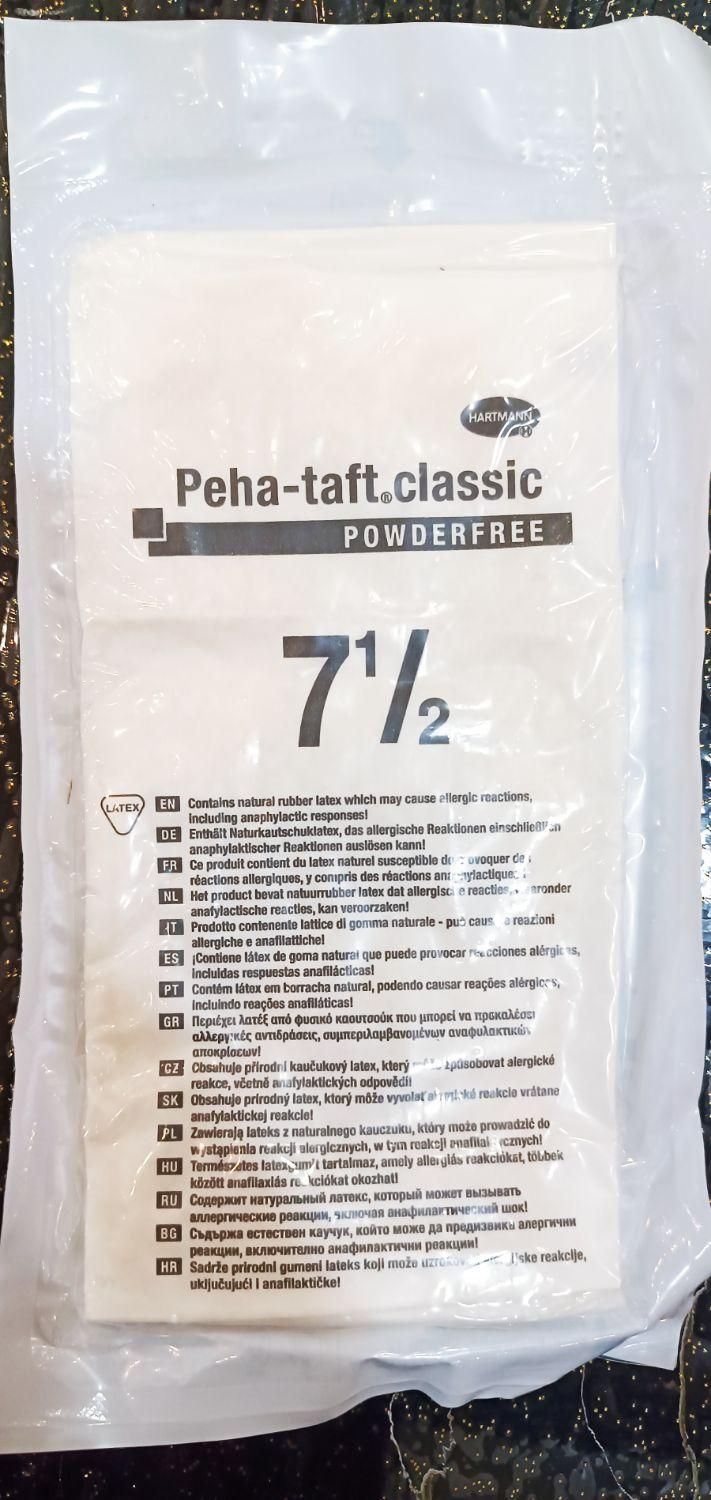 HARTMANN
Peha-taft® classic
POWDERFREE
7 1/2
LATEX
EN Contains natural rubber latex which may cause allergic reactions,
including anaphylactic responses!
DE Enthält Naturkautschuklatex, das allergische Reaktionen einschließlich
anaphylaktischer Reaktionen auslösen kann!
FR Ce produit contient du latex naturel susceptible de
réactions allergiques, y compris des réactions anaphylactiques
NL Het product bevat natuurrubber latex dat allergische reacties, waaronder
anafylactische reacties, kan veroorzaken!
IT Prodotto contenente lattice di gomma naturale - può reazioni
allergiche e anafilattiche!
ES ¡Contiene látex de goma natural que puede provocar reacciones alérgicas,
incluidas respuestas anafilácticas!
PT Contém látex em borracha natural, podendo causar reações alérgicas,
incluindo reações anafiláticas!
GR Περιέχει λατέξ από φυσικό καουτσούκ που μπορεί να προκαλέσει
αλλεργικές αντιδράσεις, συμπεριλαμβανομένων αναφυλακτικών
αποκρίσεων!
CZ Obsahuje přírodní kaučukový latex, který způsobovat alergické
reakce, včetně anafylaktických odpovědí!
SK Obsahuje prírodný latex, ktorý môže vyvolať reakcie vrátane
anafylaktickej reakcie!
PL Zawierają lateks z naturalnego kauczuku, który może prowadzić do
wystąpienia reakcji alergicznych, w tym reakcji
HU Természetes latexgumit tartalmaz, amely allergiás reakciókat, többek
között anafilaxiás reakciókat okozhat!
RU Содержит натуральный латекс, который может вызывать
аллергические реакции, включая анафилактический шок!
BG Съдържа естествен каучук, който може да предизвика алергични
реакции, включително анафилактични реакции!
HR Sadrže prirodni gumeni lateks koji može reakcije,
uključujući i anafilaktičke!